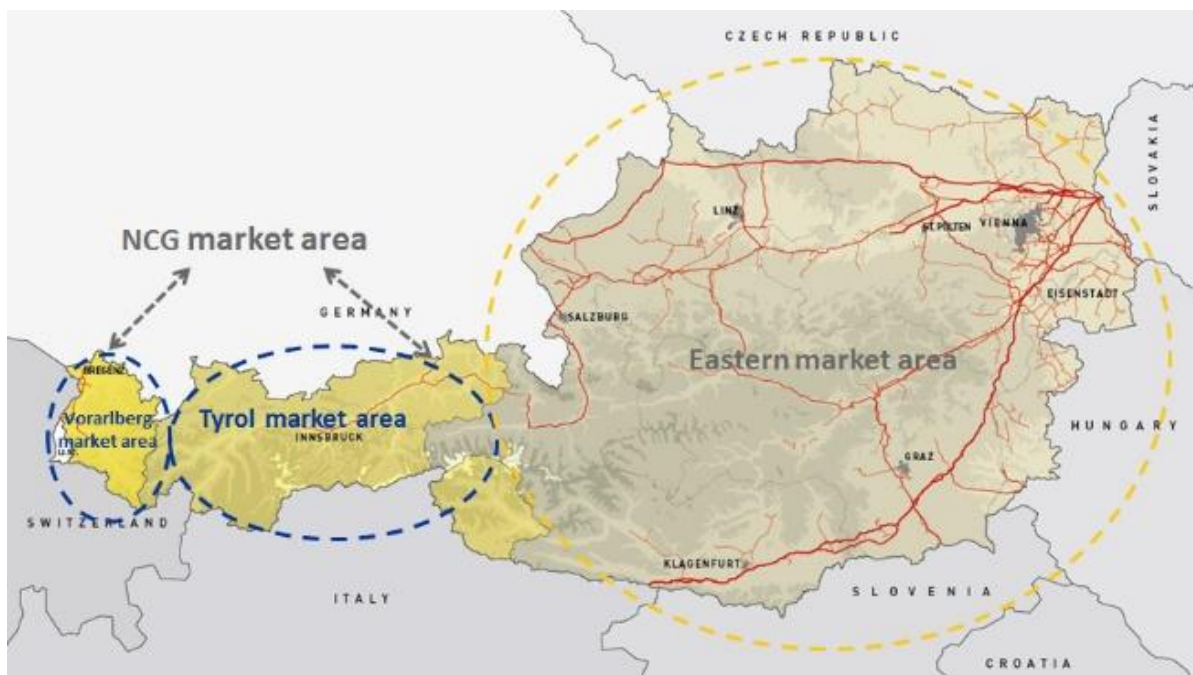 CZECH REPUBLIC
SLOVAKIA
LINZ
ST. PÖLTEN
VIENNA
NCG market area
EISENSTADT
GERMANY
SALZBURG
BREGENZ
Eastern market area
Tyrol market area
Vorarlberg
market area
INNSBRUCK
HUNGARY
GRAZ
SWITZERLAND
KLAGENFURT
SLOVENIA
ITALY
CROATIA